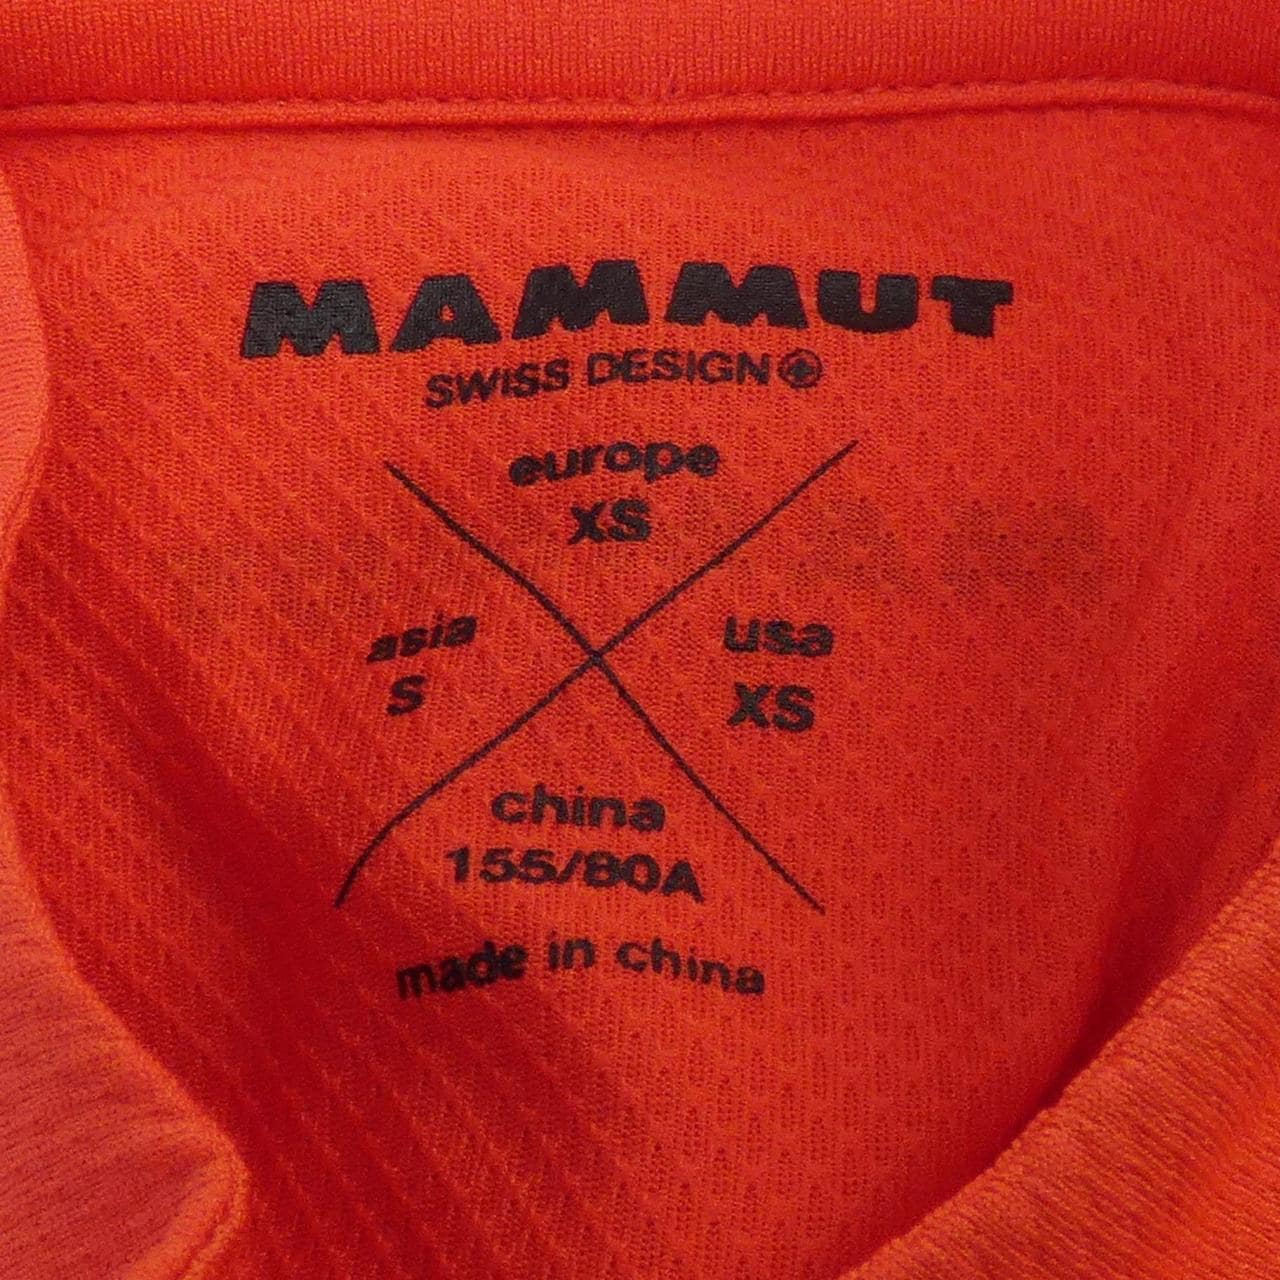 MAMMUT
SWISS DESIGN
europe
XS
asia
S
usa
XS
china
155/80A
made in china